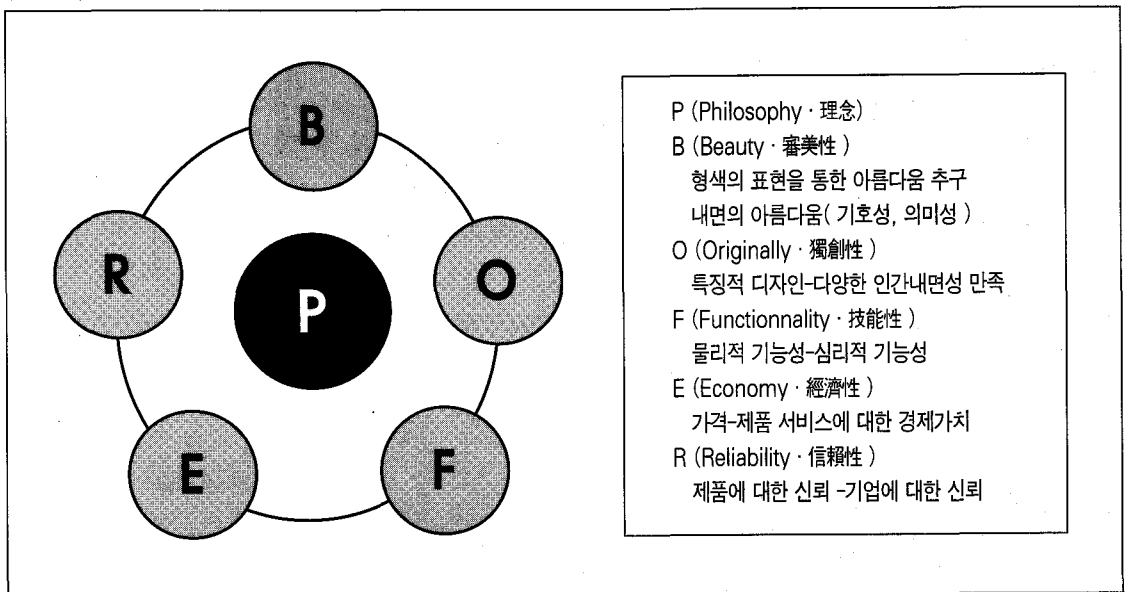 B
R
O
P
E
F
P (Philosophy · 理念)
B (Beauty · 審美性 )
형색의 표현을 통한 아름다움 추구
내면의 아름다움( 기호성, 의미성 )
O (Originally · 獨創性 )
특징적 디자인-다양한 인간내면성 만족
F (Functionnality · 技能性 )
물리적 기능성-심리적 기능성
E (Economy · 經濟性 )
가격-제품 서비스에 대한 경제가치
R (Reliability · 信賴性 )
제품에 대한 신뢰 -기업에 대한 신뢰